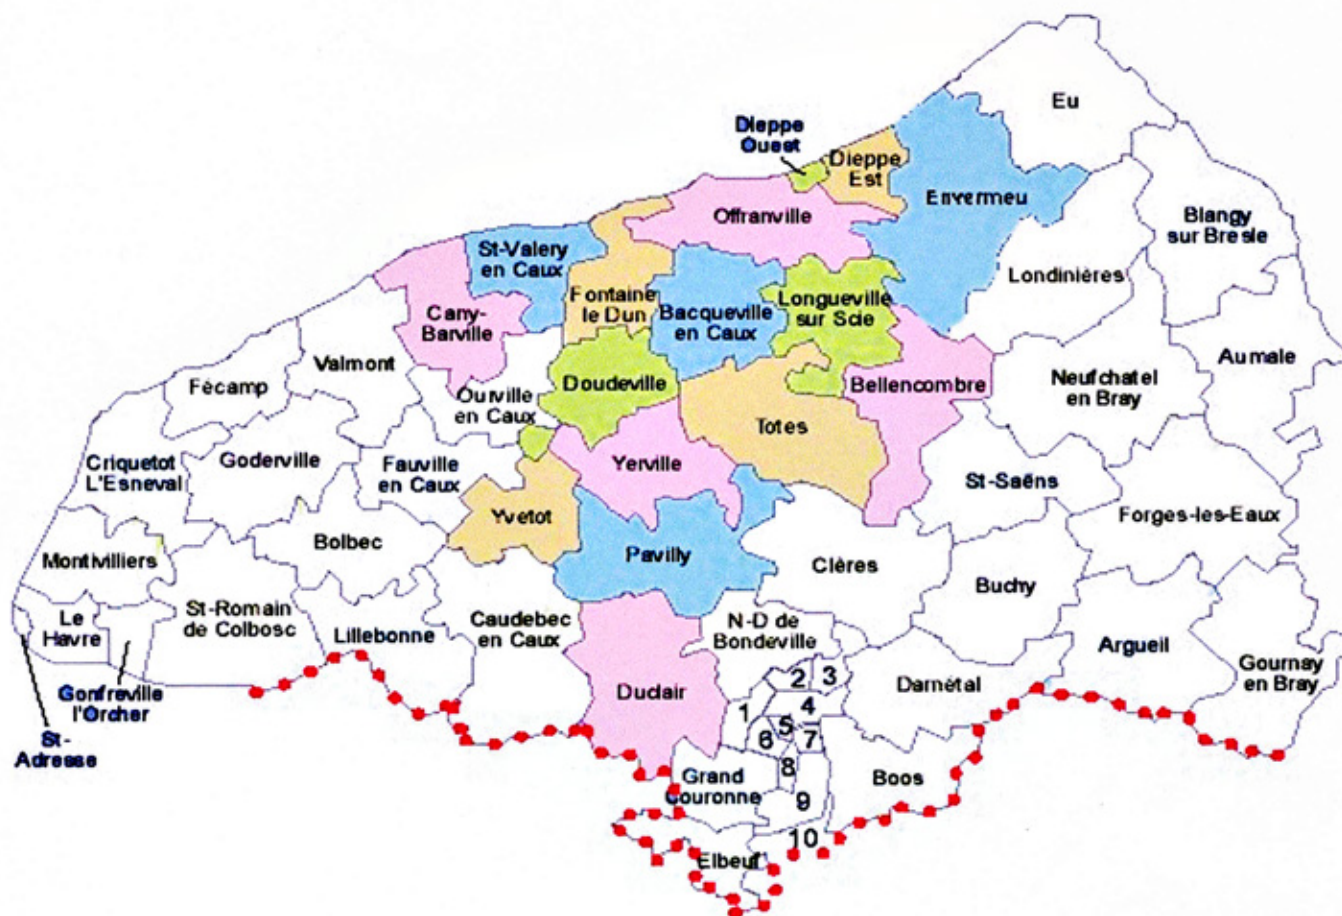 Eu
Dieppe
Ouest
Dieppe
Est
Envermeu
Offranville
Blangy
sur Bresle
St-Valery
en Caux
Londinières
Fontaine
le Dun
Bacqueville
en Caux
Longueville
sur Scie
Cany-
Barville
Valmont
Aumale
Fécamp
Doudeville
Bellencombre
Neufchatel
en Bray
Ourville
en Caux
Totes
Criquetot
L'Esneval
Goderville
Fauville
en Caux
Yerville
St-Saëns
Yvetot
Forges-les-Eaux
Montivilliers
Bolbec
Pavilly
Clères
Buchy
Le
Havre
St-Romain
de Colbosc
Lillebonne
Caudebec
en Caux
N-D de
Bondeville
Argueil
Gournay
en Bray
Gonfreville
l'Orcher
Duclair
2
3
Darnétal
1
4
5
6
7
St-
Adresse
8
Grand
Couronne
9
Boos
10
Elbeuf